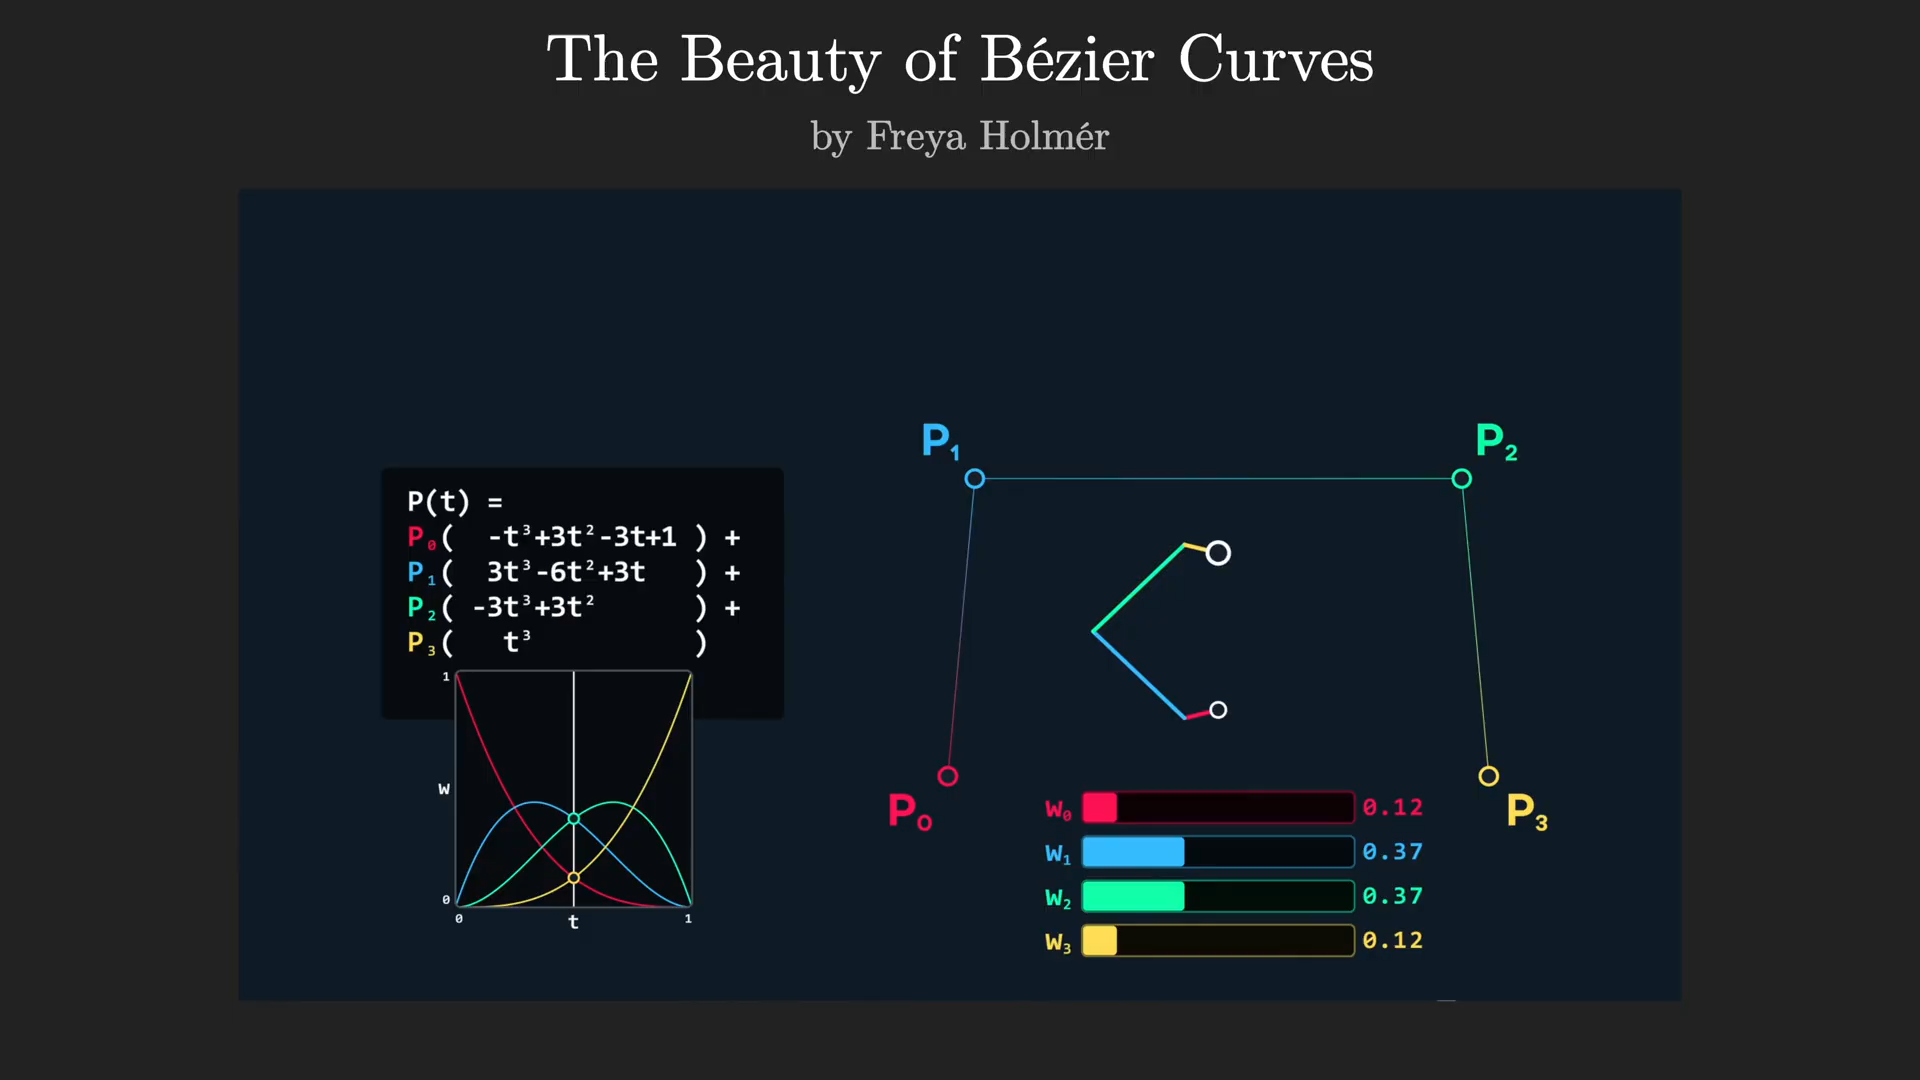 The Beauty of Bézier Curves
by Freya Holmér
P(t) =
P₀( -t³+3t²-3t+1 ) +
P₁( 3t³-6t²+3t ) +
P₂( -3t³+3t² ) +
P₃( t³ )
1
W
0
0
t
1
P₁
P₂
P₀
P₃
W₀ 0.12
W₁ 0.37
W₂ 0.37
W₃ 0.12